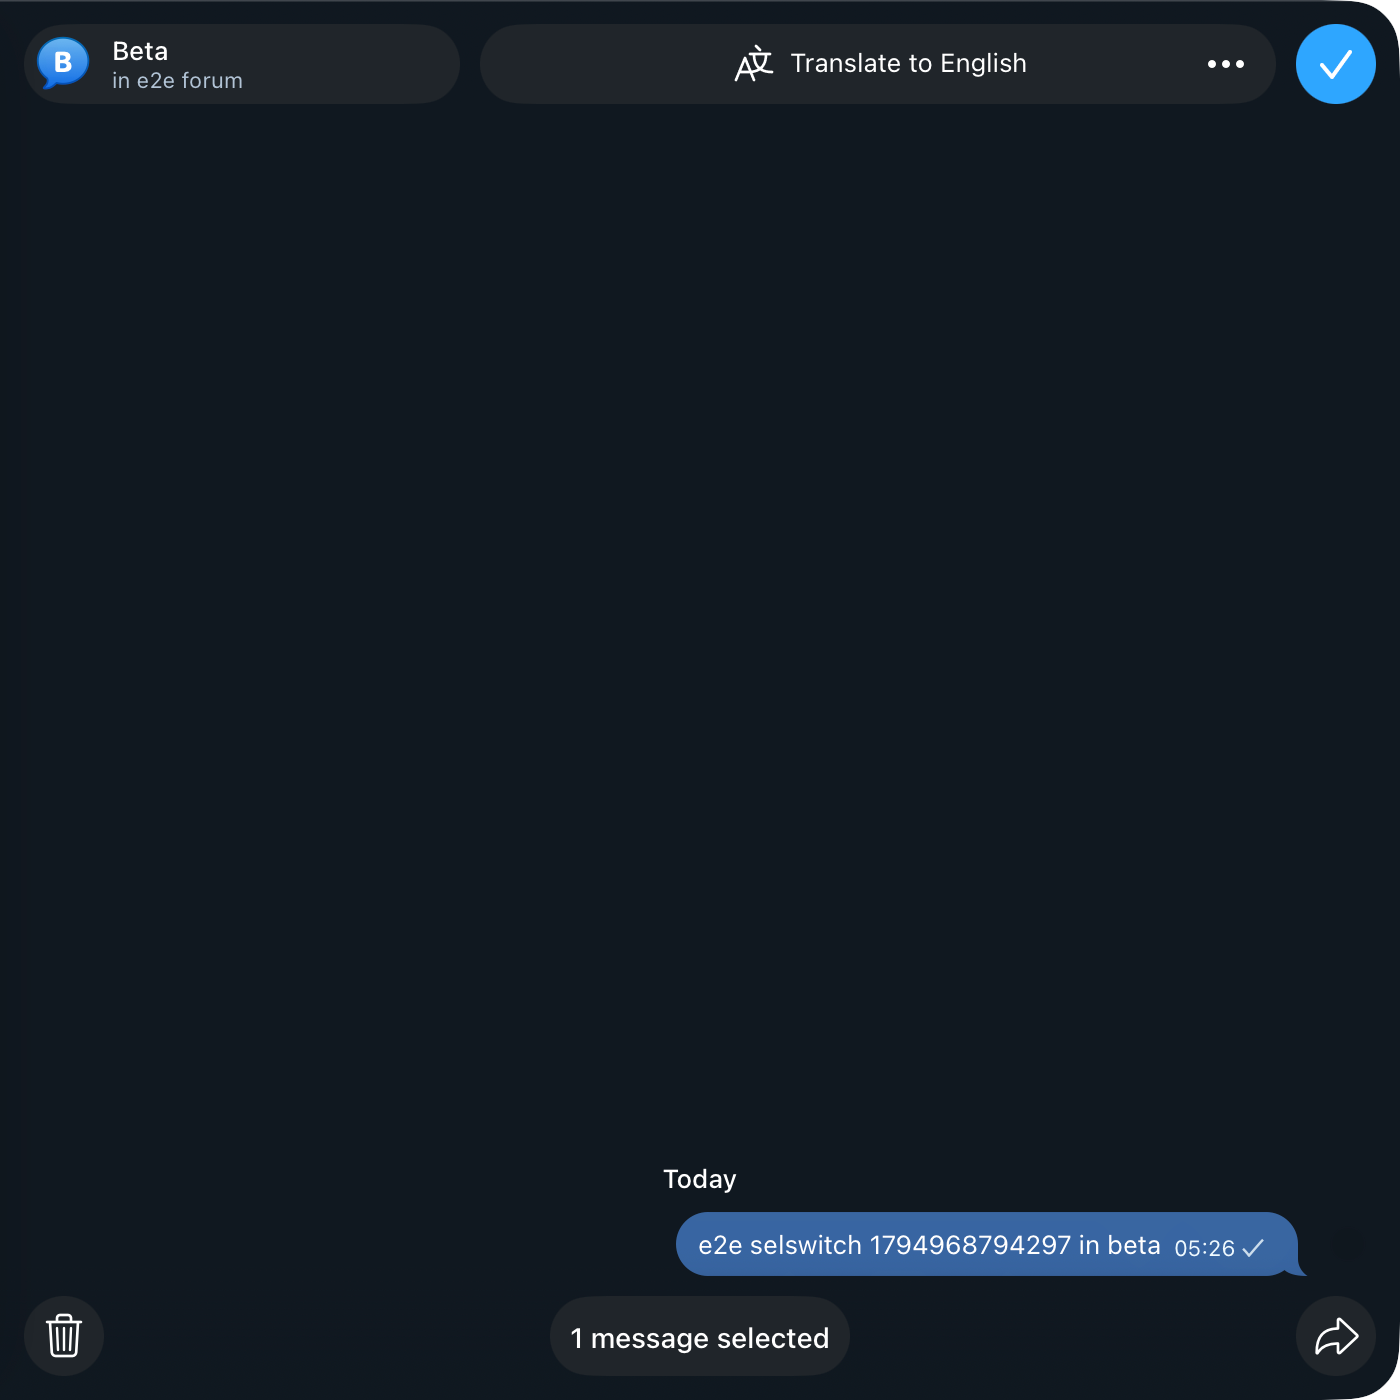 B
Beta
in e2e forum
Translate to English
Today
e2e selswitch 1794968794297 in beta 05:26
1 message selected